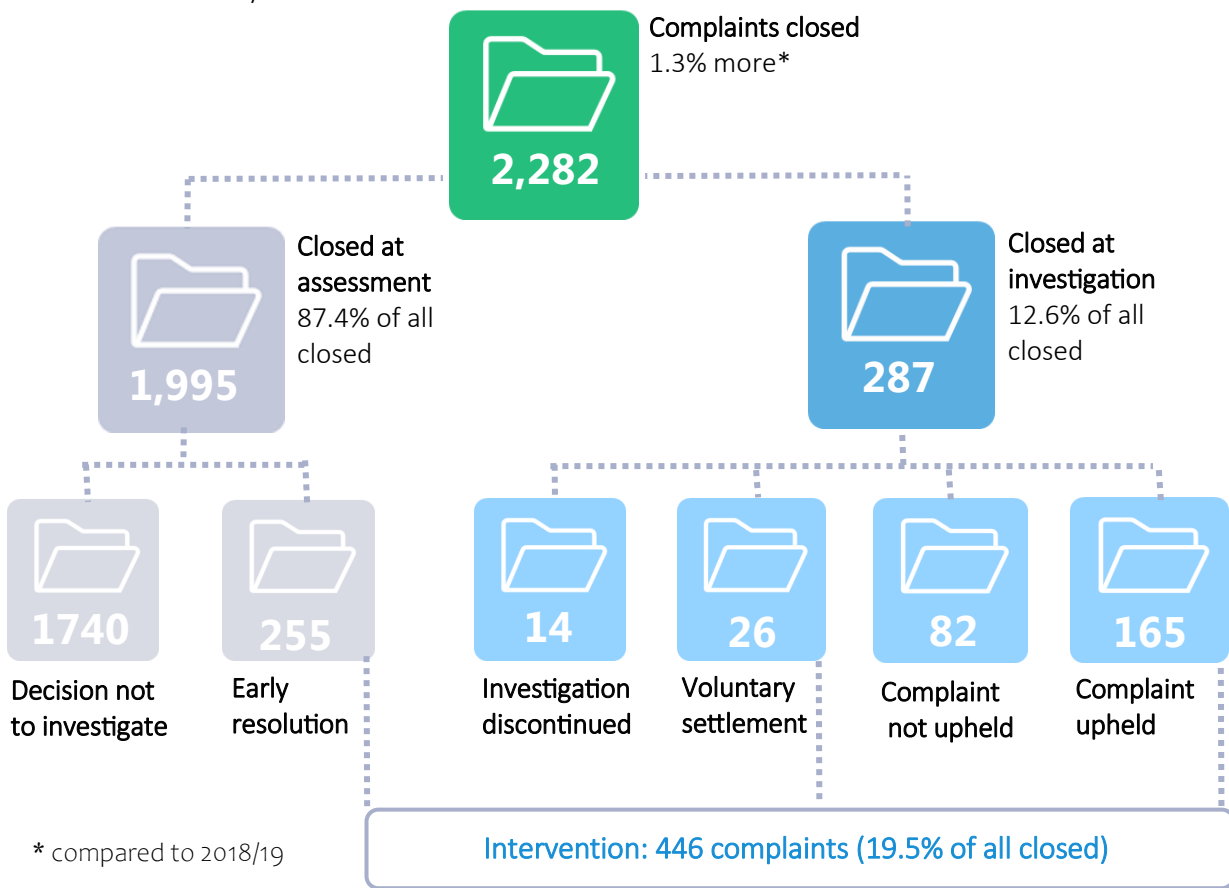 Complaints closed
1.3% more*
2,282
Closed at
assessment
87.4% of all
closed
1,995
Closed at
investigation
12.6% of all
closed
287
1740
Decision not
to investigate
255
Early
resolution
14
Investigation
discontinued
26
Voluntary
settlement
82
Complaint
not upheld
165
Complaint
upheld
Intervention: 446 complaints (19.5% of all closed)
* compared to 2018/19